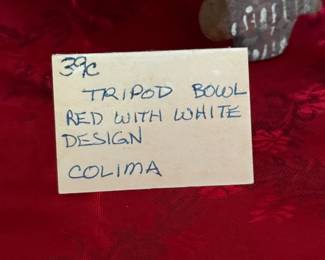 39c
TRIPOD BOWL
RED WITH WHITE
DESIGN
COLIMA